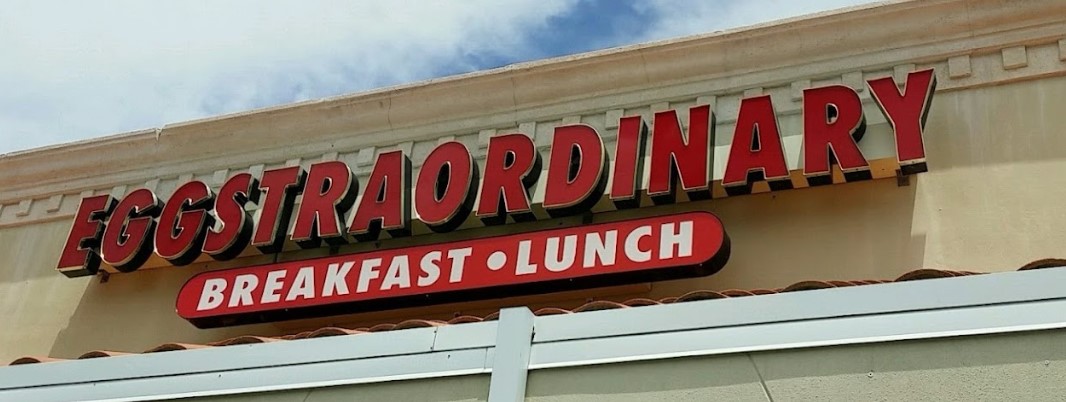 EGGSTRAORDINARY
BREAKFAST • LUNCH